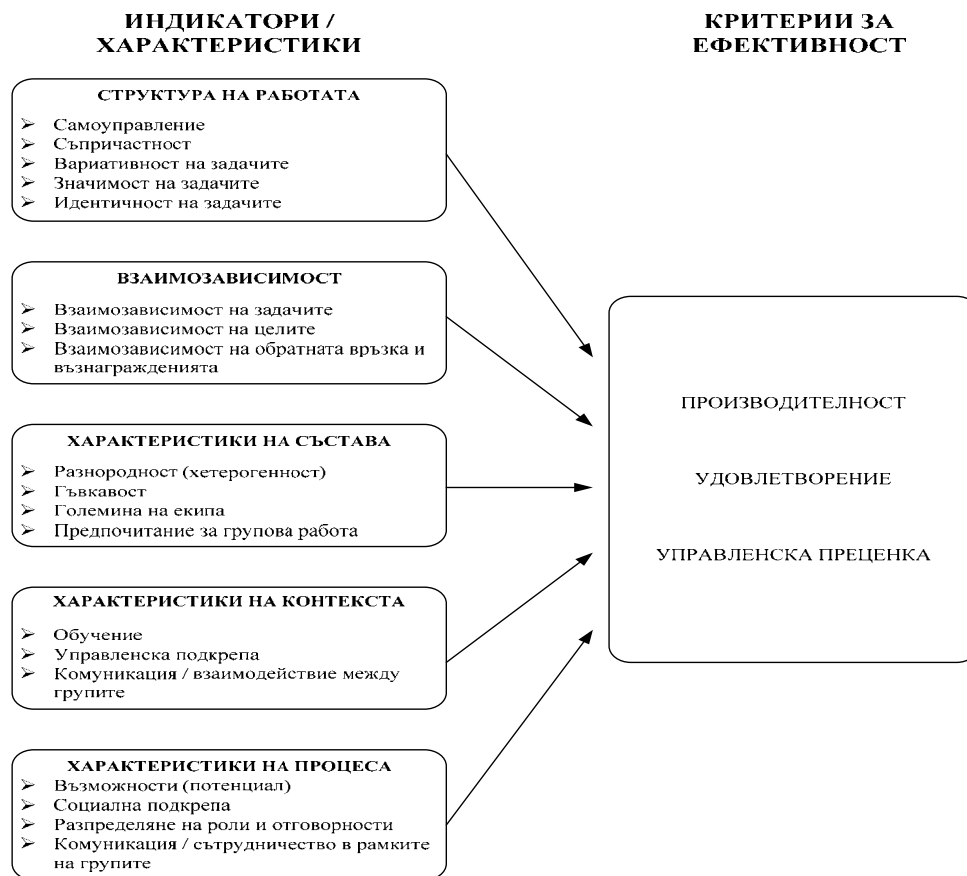 ИНДИКАТОРИ /
ХАРАКТЕРИСТИКИ
КРИТЕРИИ ЗА
ЕФЕКТИВНОСТ
СТРУКТУРА НА РАБОТАТА
➢ Самоуправление
➢ Съпричастност
➢ Вариативност на задачите
➢ Значимост на задачите
➢ Идентичност на задачите
ВЗАИМОЗАВИСИМОСТ
➢ Взаимозависимост на задачите
➢ Взаимозависимост на целите
➢ Взаимозависимост на обратната връзка и
възнагражденията
ХАРАКТЕРИСТИКИ НА СЪСТАВА
➢ Разнородност (хетерогенност)
➢ Гъвкавост
➢ Големина на екипа
➢ Предпочитание за групова работа
ХАРАКТЕРИСТИКИ НА КОНТЕКСТА
➢ Обучение
➢ Управленска подкрепа
➢ Комуникация / взаимодействие между
групите
ХАРАКТЕРИСТИКИ НА ПРОЦЕСА
➢ Възможности (потенциал)
➢ Социална подкрепа
➢ Разпределяне на роли и отговорности
➢ Комуникация / сътрудничество в рамките
на групите
ПРОИЗВОДИТЕЛНОСТ
УДОВЛЕТВОРЕНИЕ
УПРАВЛЕНСКА ПРЕЦЕНКА